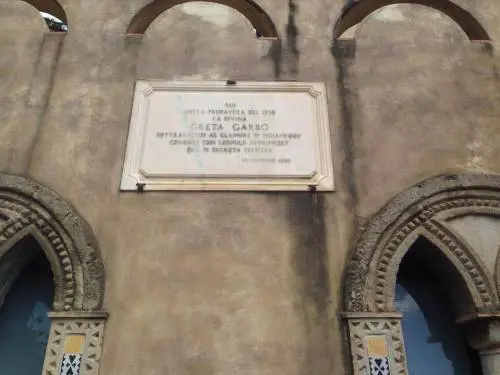 QUI
NELLA PRIMAVERA DEL 1938
LA DIVINA
GRETA GARBO
SOTTRAENDOSI AL CLAMORE DI HOLLYWOOD
CONOBBE CON LEOPOLD STOKOWSKY
ORE DI SEGRETA FELICITÀ